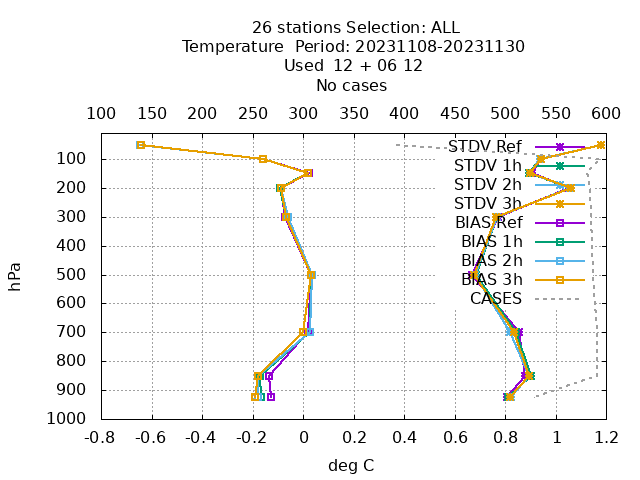 26 stations Selection: ALL
Temperature  Period: 20231108-20231130
Used  12 + 06 12
No cases
100 150 200 250 300 350 400 450 500 550 600
STDV Ref
STDV 1h
STDV 2h
STDV 3h
BIAS Ref
BIAS 1h
BIAS 2h
BIAS 3h
CASES
100
200
300
400
500
600
700
800
900
1000
hPa
-0.8 -0.6 -0.4 -0.2 0 0.2 0.4 0.6 0.8 1 1.2
deg C